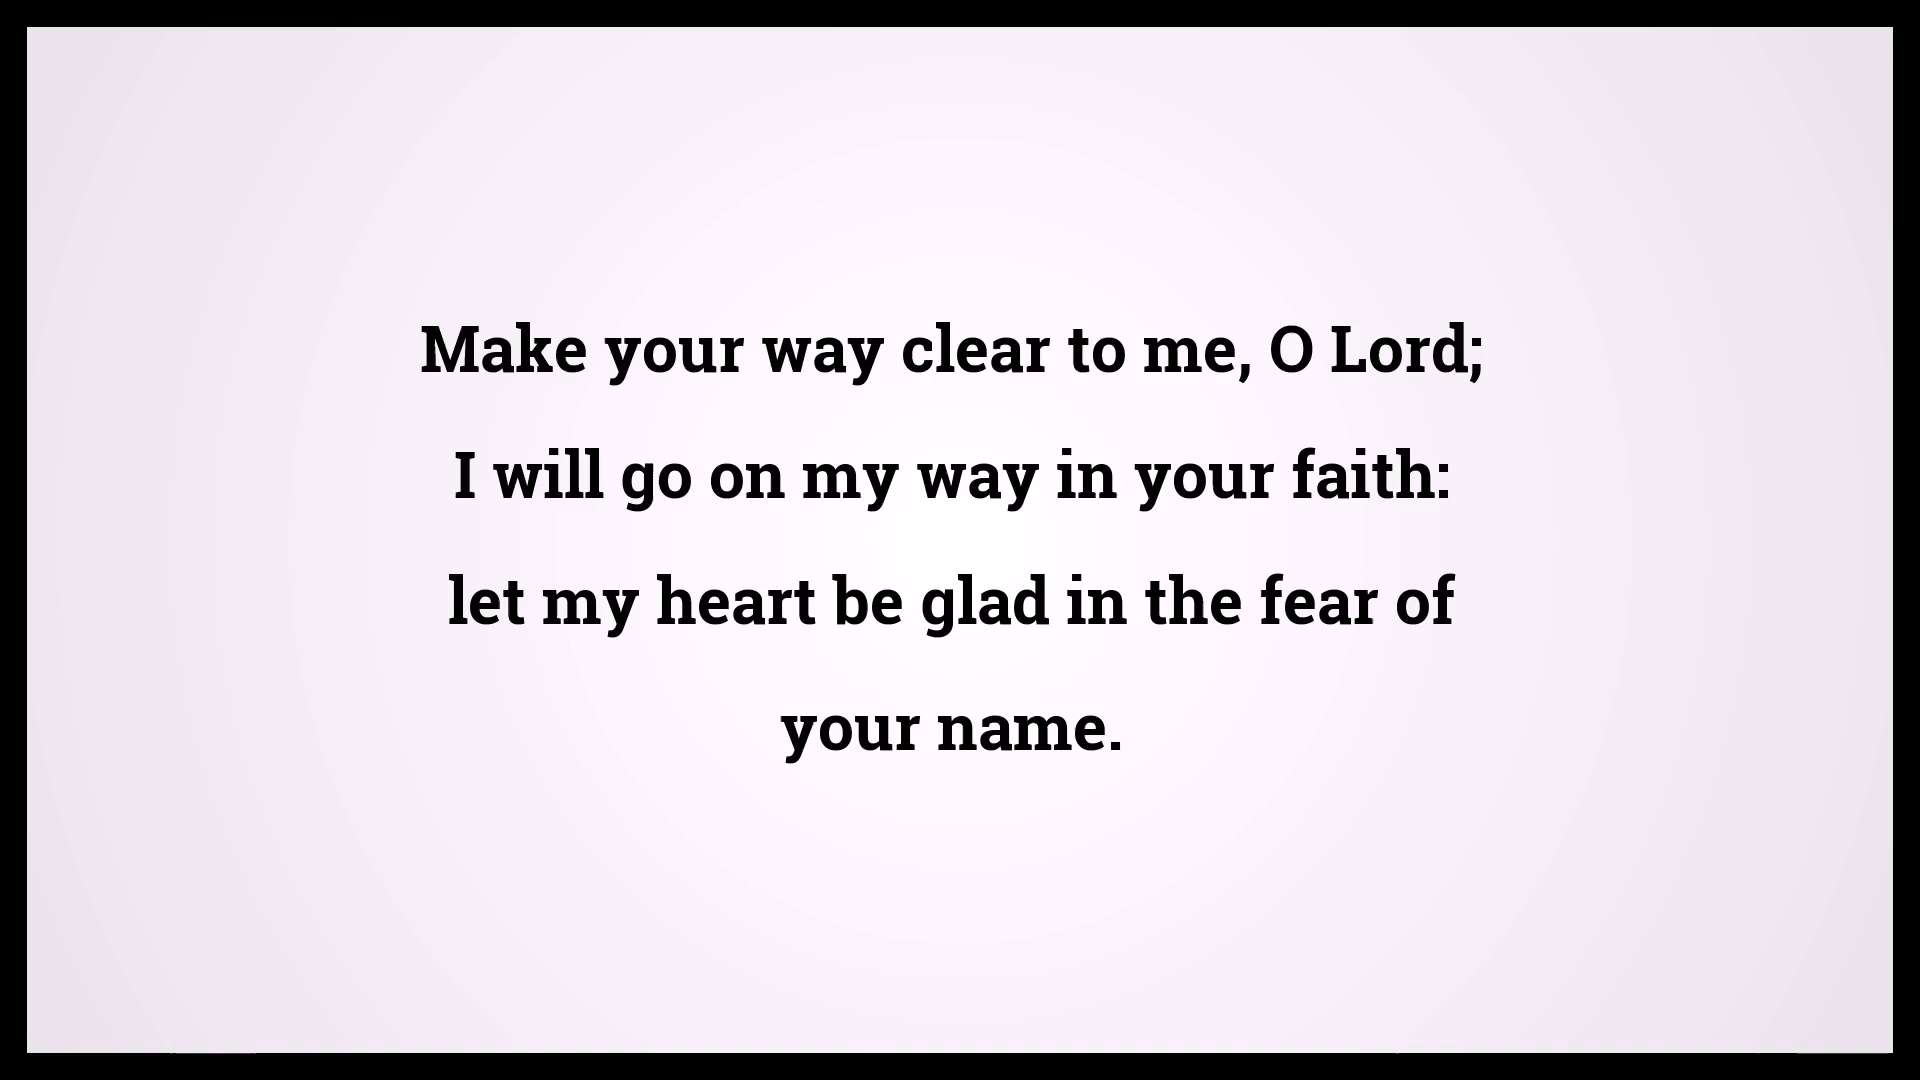 Make your way clear to me, O Lord;
I will go on my way in your faith:
let my heart be glad in the fear of
your name.